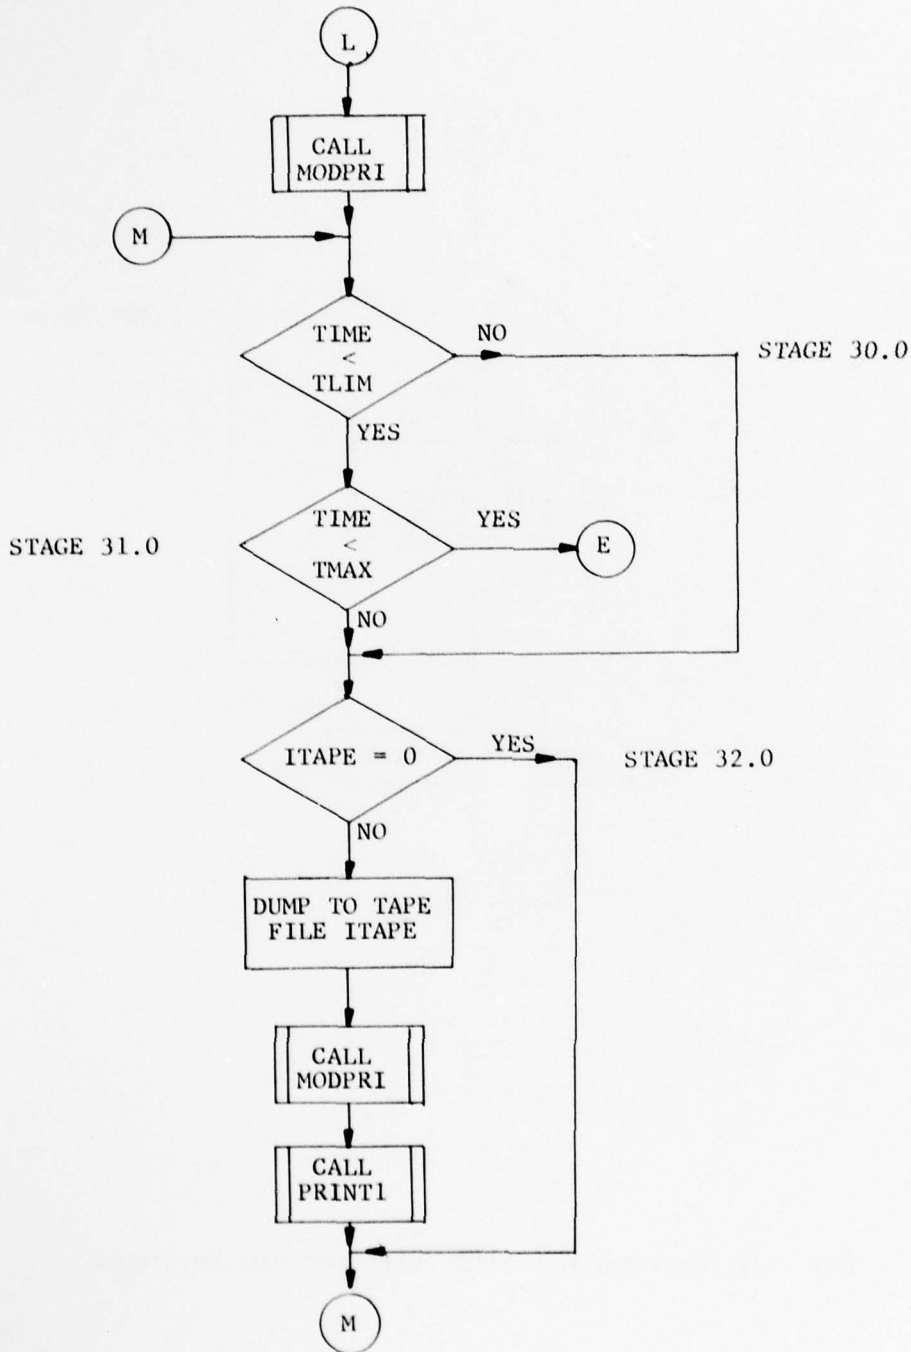 L
CALL
MODPRI
M
TIME
<
TLIM
NO
STAGE 30.0
YES
STAGE 31.0
TIME
<
TMAX
YES
E
NO
ITAPE = 0
YES
STAGE 32.0
NO
DUMP TO TAPE
FILE ITAPE
CALL
MODPRI
CALL
PRINT1
M